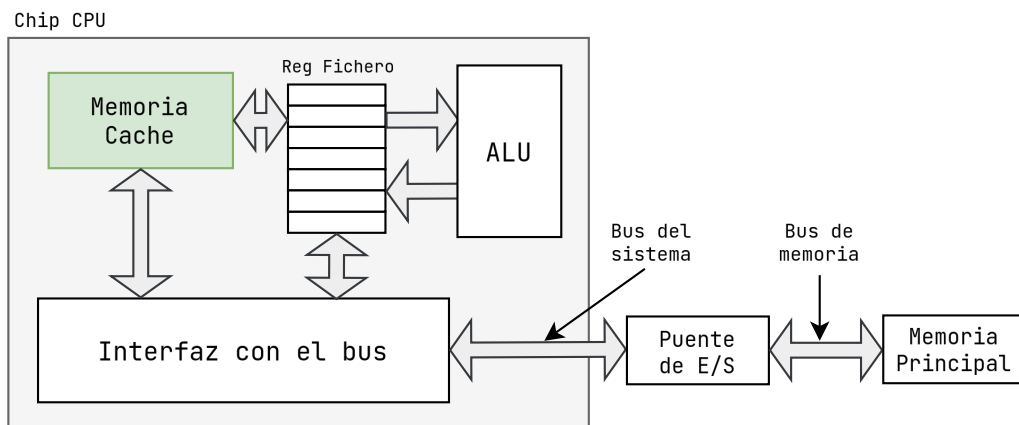 Chip CPU
Reg Fichero
Memoria
Cache
ALU
Bus del
sistema
Bus de
memoria
Interfaz con el bus
Puente
de E/S
Memoria
Principal